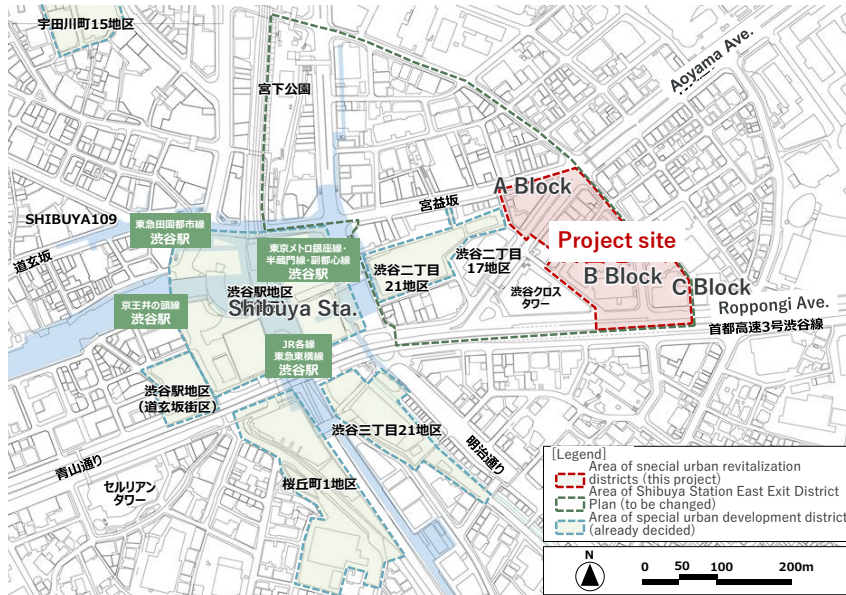 宇田川町15地区
宮下公園
Aoyama Ave.
A Block
宮益坂
SHIBUYA109
東急田園都市線
渋谷駅
道玄坂
東京メトロ銀座線・
半蔵門線・副都心線
渋谷駅
渋谷二丁目
21地区
渋谷二丁目
17地区
Project site
B Block
C Block
渋谷クロス
タワー
Roppongi Ave.
首都高速3号渋谷線
京王井の頭線
渋谷駅
渋谷駅地区
Shibuya Sta.
JR各線
東急東横線
渋谷駅
渋谷駅地区
(道玄坂街区)
渋谷三丁目21地区
明治通り
青山通り
セルリアン
タワー
桜丘町1地区
[Legend]
Area of special urban revitalization
districts (this project)
Area of Shibuya Station East Exit District
Plan (to be changed)
Area of special urban development district
(already decided)
N
0 50 100 200m